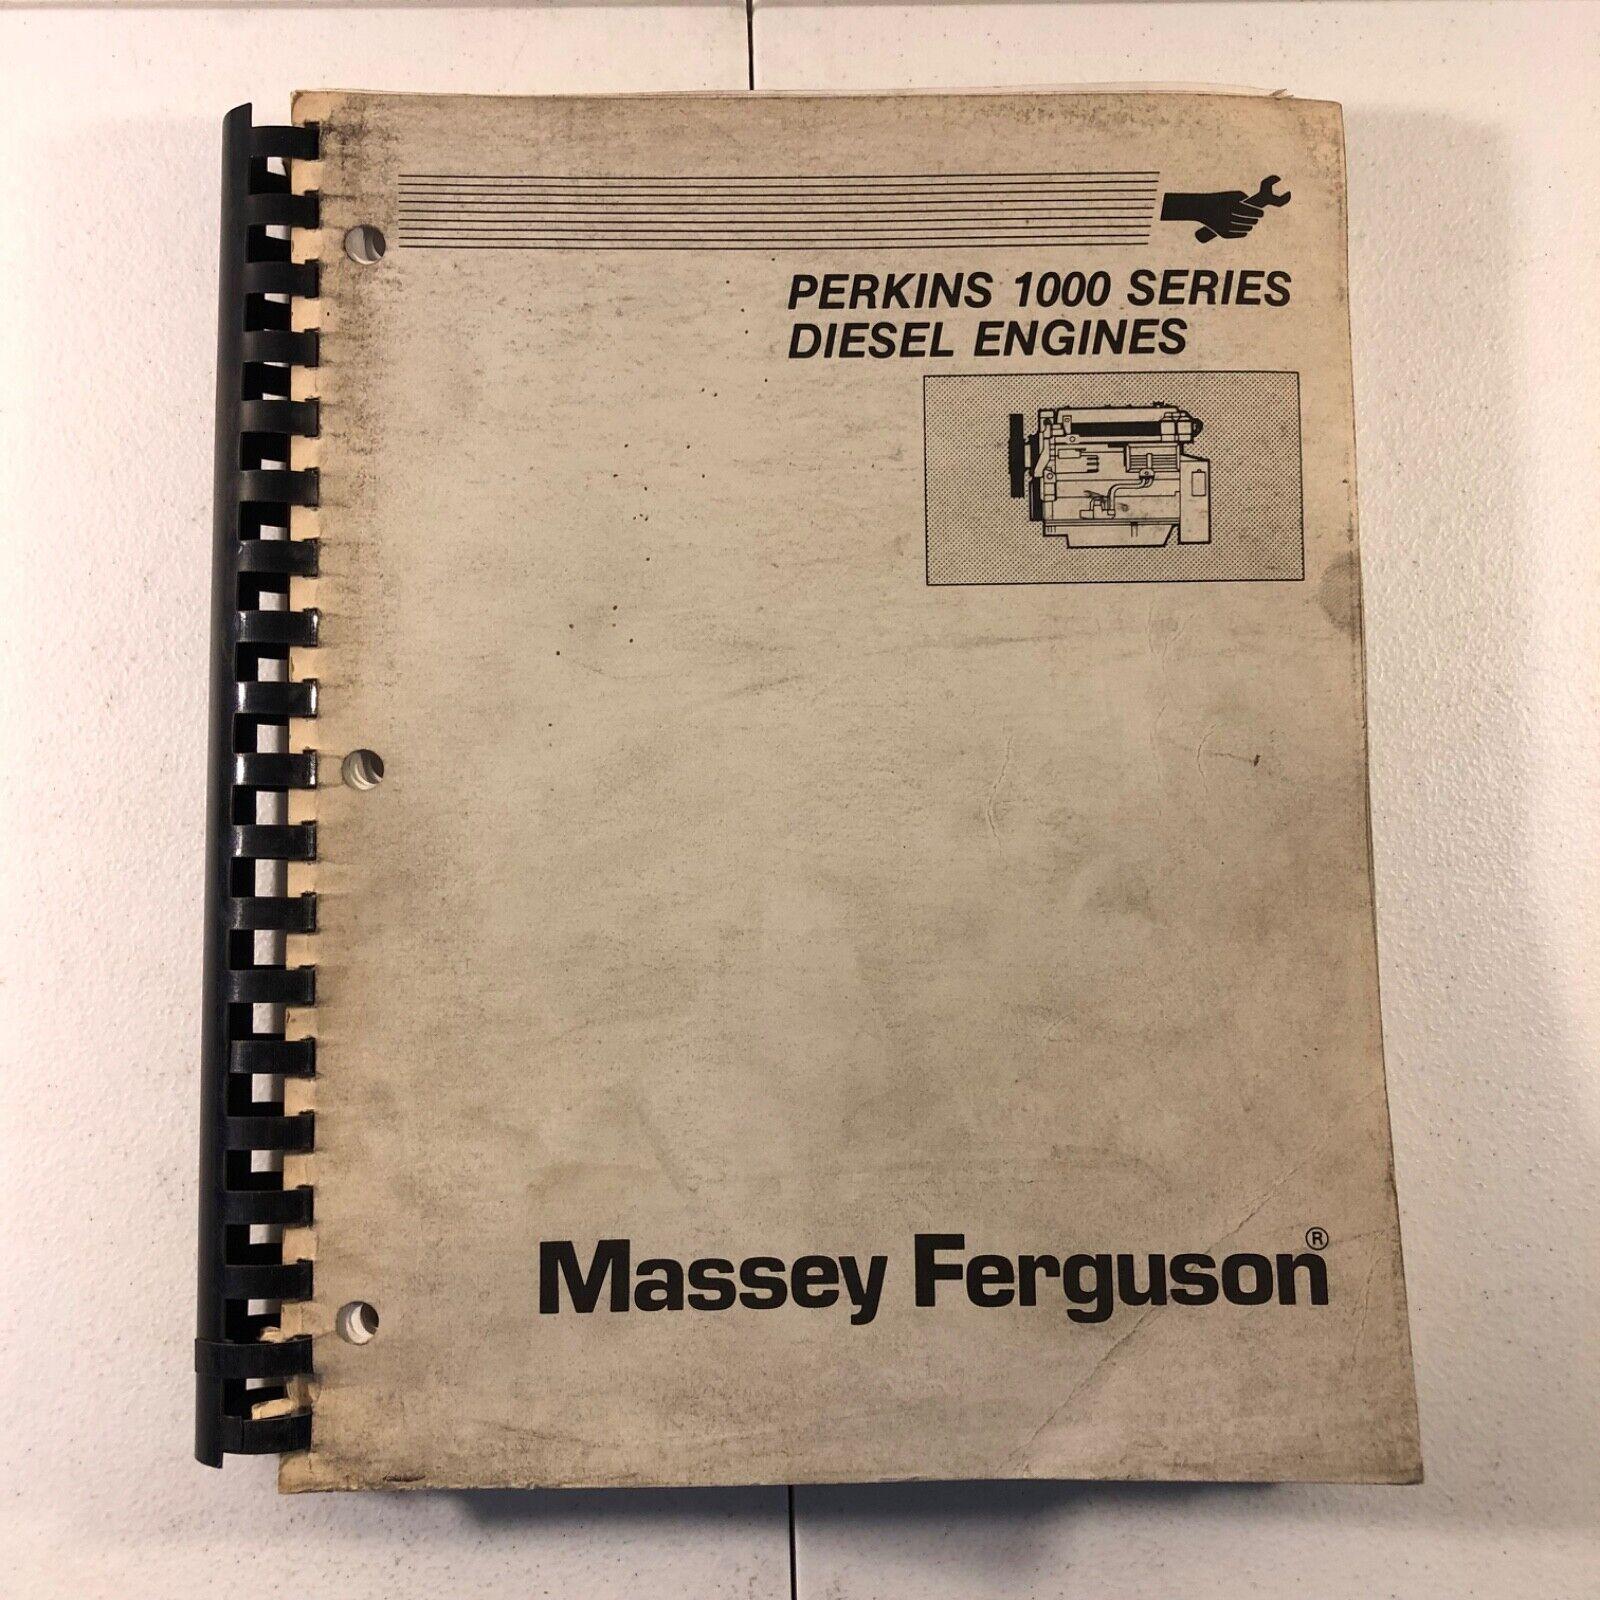 PERKINS 1000 SERIES
DIESEL ENGINES
Massey Ferguson®